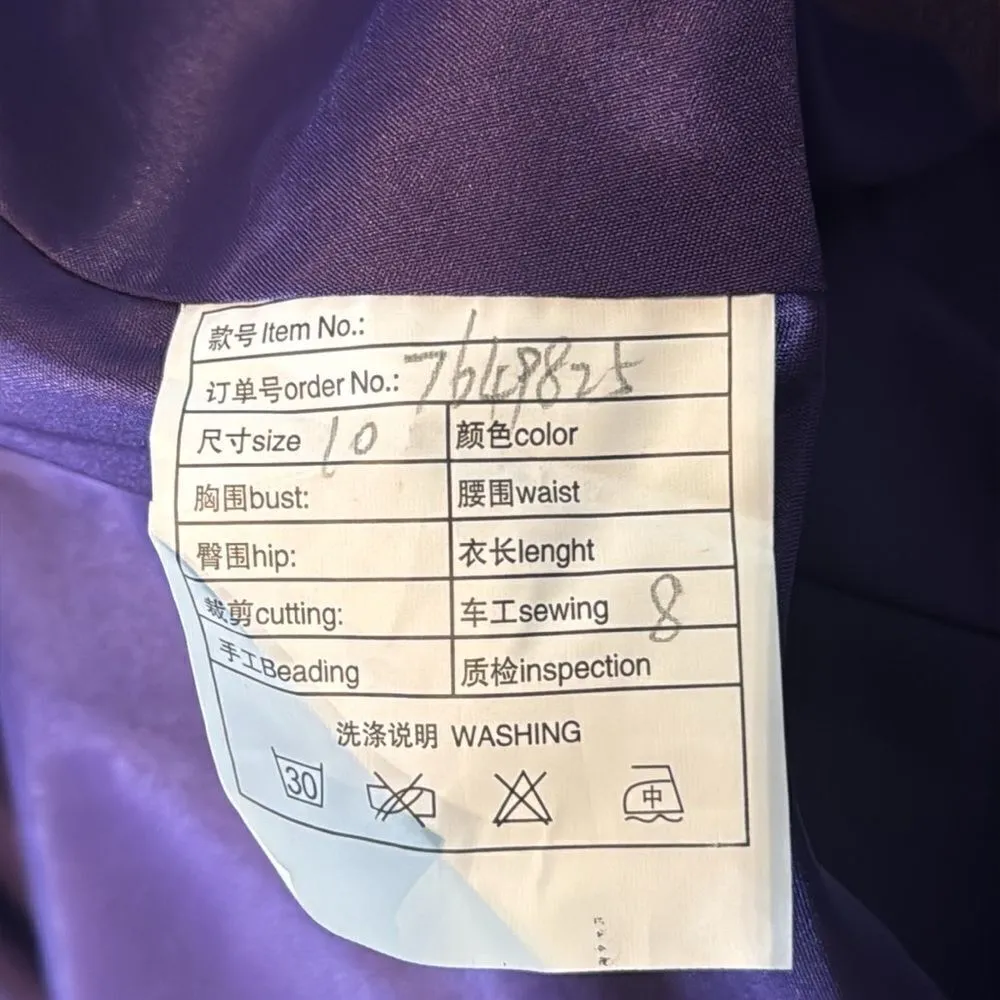 款号Item No.:
订单号order No.: 7649825
尺寸size 10 颜色color
胸围bust: 腰围waist
臀围hip: 衣长lenght
裁剪cutting: 车工sewing 8
手工Beading 质检inspection
洗涤说明 WASHING
30
中